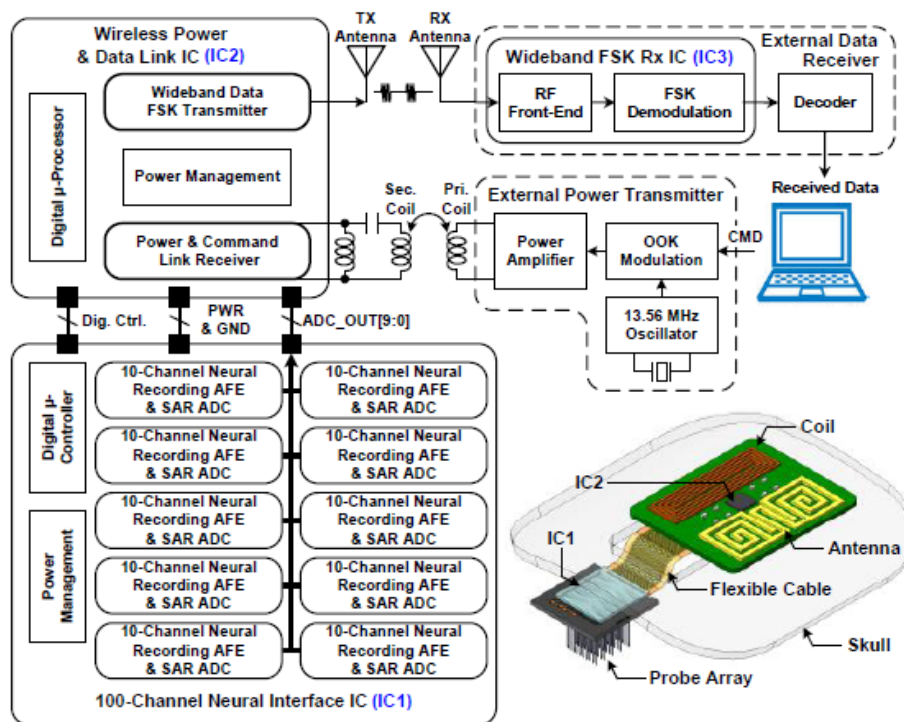 Wireless Power
& Data Link IC (IC2)
Wideband Data
FSK Transmitter
Digital µ-Processor
Power Management
Power & Command
Link Receiver
TX
Antenna
RX
Antenna
Wideband FSK Rx IC (IC3)
RF
Front-End
FSK
Demodulation
External Data
Receiver
Decoder
Received Data
Sec.
Coil
Pri.
Coil
External Power Transmitter
Power
Amplifier
OOK
Modulation
CMD
13.56 MHz
Oscillator
Dig. Ctrl.
PWR
& GND
ADC_OUT[9:0]
Digital µ-
Controller
Power
Management
10-Channel Neural
Recording AFE
& SAR ADC
10-Channel Neural
Recording AFE
& SAR ADC
10-Channel Neural
Recording AFE
& SAR ADC
10-Channel Neural
Recording AFE
& SAR ADC
10-Channel Neural
Recording AFE
& SAR ADC
10-Channel Neural
Recording AFE
& SAR ADC
10-Channel Neural
Recording AFE
& SAR ADC
10-Channel Neural
Recording AFE
& SAR ADC
10-Channel Neural
Recording AFE
& SAR ADC
10-Channel Neural
Recording AFE
& SAR ADC
100-Channel Neural Interface IC (IC1)
Coil
IC2
IC1
Antenna
Flexible Cable
Skull
Probe Array